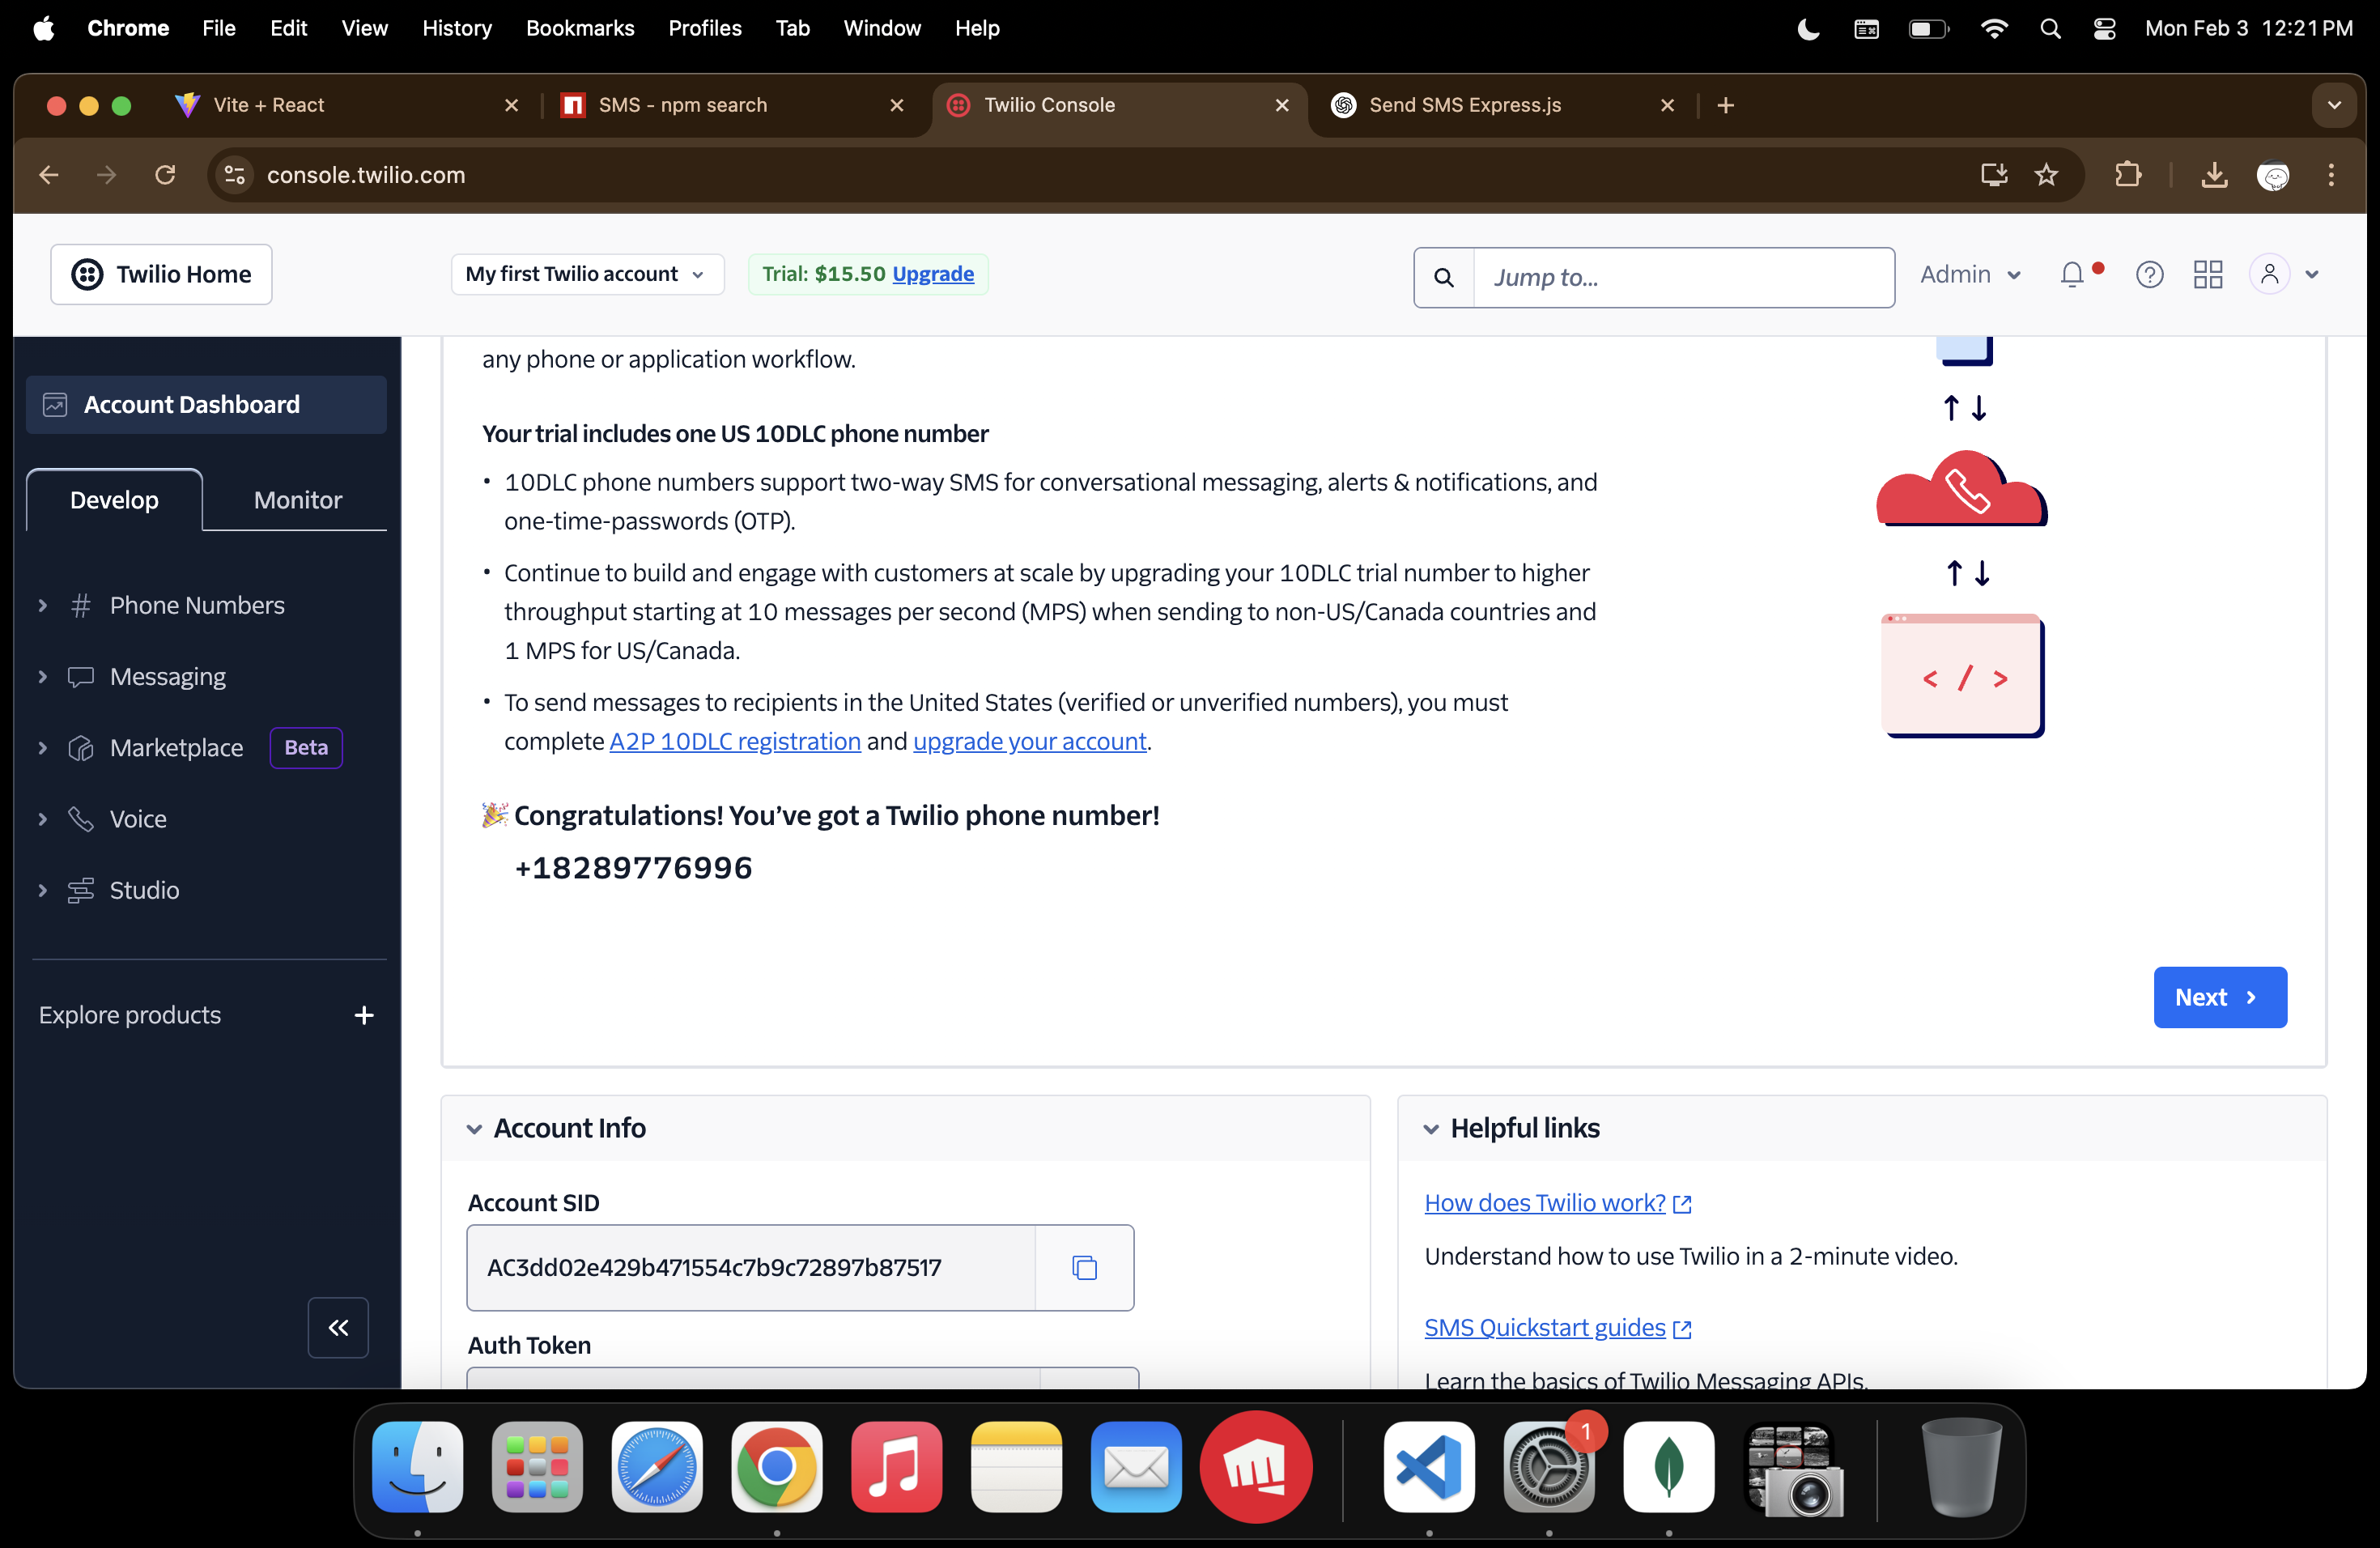 Chrome File Edit View History Bookmarks Profiles Tab Window Help Mon Feb 3 12:21 PM
Vite + React SMS - npm search Twilio Console Send SMS Express.js
console.twilio.com
Twilio Home My first Twilio account Trial: $15.50 Upgrade Jump to... Admin
Account Dashboard
Develop Monitor
Phone Numbers
Messaging
Marketplace Beta
Voice
Studio
Explore products
any phone or application workflow.
Your trial includes one US 10DLC phone number
• 10DLC phone numbers support two-way SMS for conversational messaging, alerts & notifications, and
one-time-passwords (OTP).
• Continue to build and engage with customers at scale by upgrading your 10DLC trial number to higher
throughput starting at 10 messages per second (MPS) when sending to non-US/Canada countries and
1 MPS for US/Canada.
• To send messages to recipients in the United States (verified or unverified numbers), you must
complete A2P 10DLC registration and upgrade your account.
🎉 Congratulations! You've got a Twilio phone number!
+18289776996
< / >
Next
Account Info
Account SID
AC3dd02e429b471554c7b9c72897b87517
Auth Token
Helpful links
How does Twilio work?
Understand how to use Twilio in a 2-minute video.
SMS Quickstart guides
Learn the basics of Twilio Messaging APIs.
1